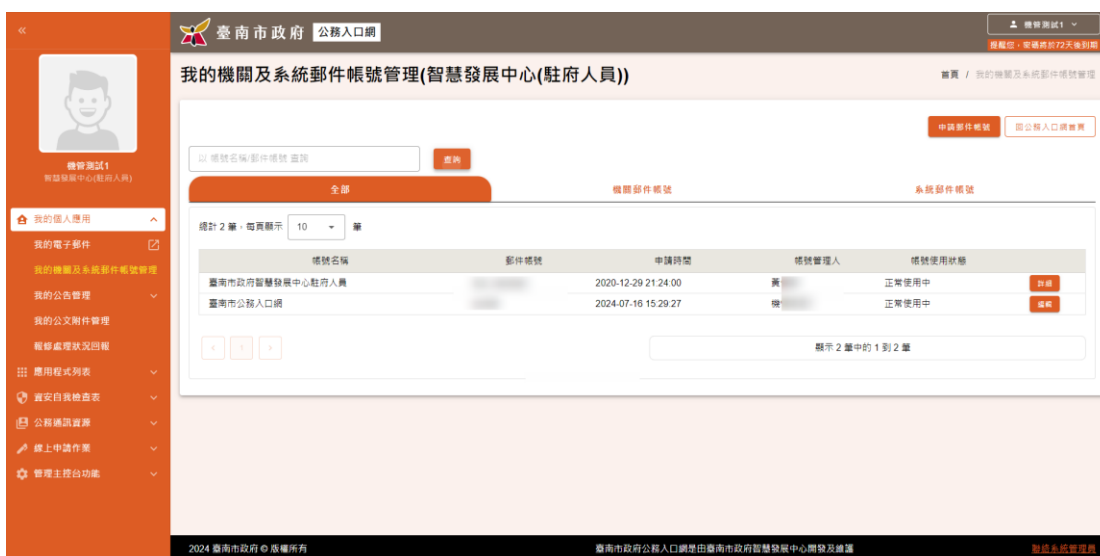 臺南市政府 公務入口網
機管測試1
提醒您，密碼將於72天後到期
機管測試1
智慧發展中心(駐府人員)
我的個人應用
我的電子郵件
我的機關及系統郵件帳號管理
我的公告管理
我的公文附件管理
報修處理狀況回報
應用程式列表
資安自我檢查表
公務通訊資源
線上申請作業
管理主控台功能
我的機關及系統郵件帳號管理(智慧發展中心(駐府人員))
首頁 / 我的機關及系統郵件帳號管理
申請郵件帳號 回公務入口網首頁
以 帳號名稱/郵件帳號 查詢 查詢
全部 機關郵件帳號 系統郵件帳號
總計 2 筆，每頁顯示 10 筆
帳號名稱 郵件帳號 申請時間 帳號管理人 帳號使用狀態
臺南市政府智慧發展中心駐府人員 2020-12-29 21:24:00 黃 正常使用中 詳細
臺南市公務入口網 2024-07-16 15:29:27 機 正常使用中 編輯
1
顯示 2 筆中的 1 到 2 筆
2024 臺南市政府 © 版權所有 臺南市政府公務入口網是由臺南市政府智慧發展中心開發及維護 聯絡系統管理員